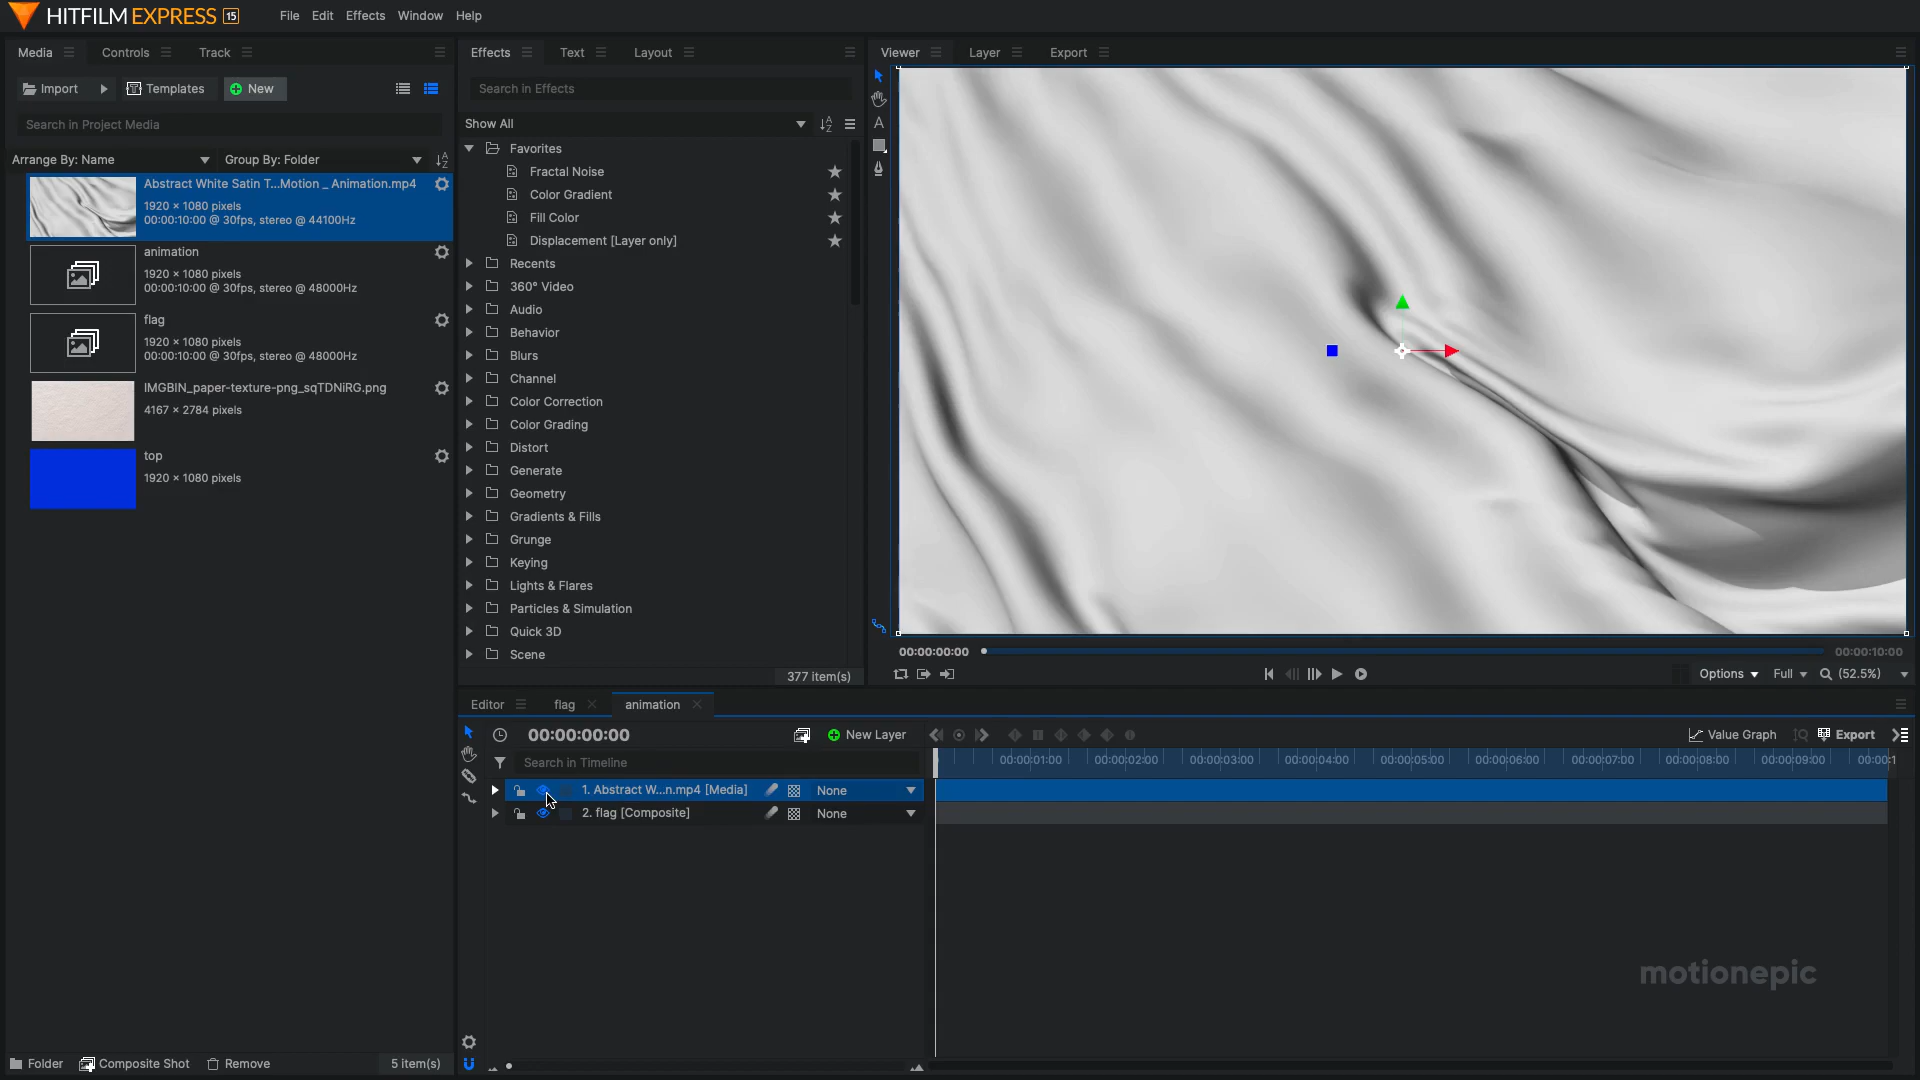 HITFILM EXPRESS 15
File Edit Effects Window Help
Media Controls Track
Import Templates New
Search in Project Media
Arrange By: Name Group By: Folder
Abstract White Satin T...Motion _ Animation.mp4
1920 × 1080 pixels
00:00:10:00 @ 30fps, stereo @ 44100Hz
animation
1920 × 1080 pixels
00:00:10:00 @ 30fps, stereo @ 48000Hz
flag
1920 × 1080 pixels
00:00:10:00 @ 30fps, stereo @ 48000Hz
IMGBIN_paper-texture-png_sqTDNiRG.png
4167 × 2784 pixels
top
1920 × 1080 pixels
Folder Composite Shot Remove 5 item(s)
Effects Text Layout
Search in Effects
Show All
Favorites
Fractal Noise
Color Gradient
Fill Color
Displacement [Layer only]
Recents
360° Video
Audio
Behavior
Blurs
Channel
Color Correction
Color Grading
Distort
Generate
Geometry
Gradients & Fills
Grunge
Keying
Lights & Flares
Particles & Simulation
Quick 3D
Scene
377 item(s)
Viewer Layer Export
A
00:00:00:00 00:00:10:00
Options Full (52.5%)
Editor flag animation
00:00:00:00 New Layer Value Graph Export
Search in Timeline
00:00:01:00 00:00:02:00 00:00:03:00 00:00:04:00 00:00:05:00 00:00:06:00 00:00:07:00 00:00:08:00 00:00:09:00 00:00:1
1. Abstract W...n.mp4 [Media] None
2. flag [Composite] None
motionepic